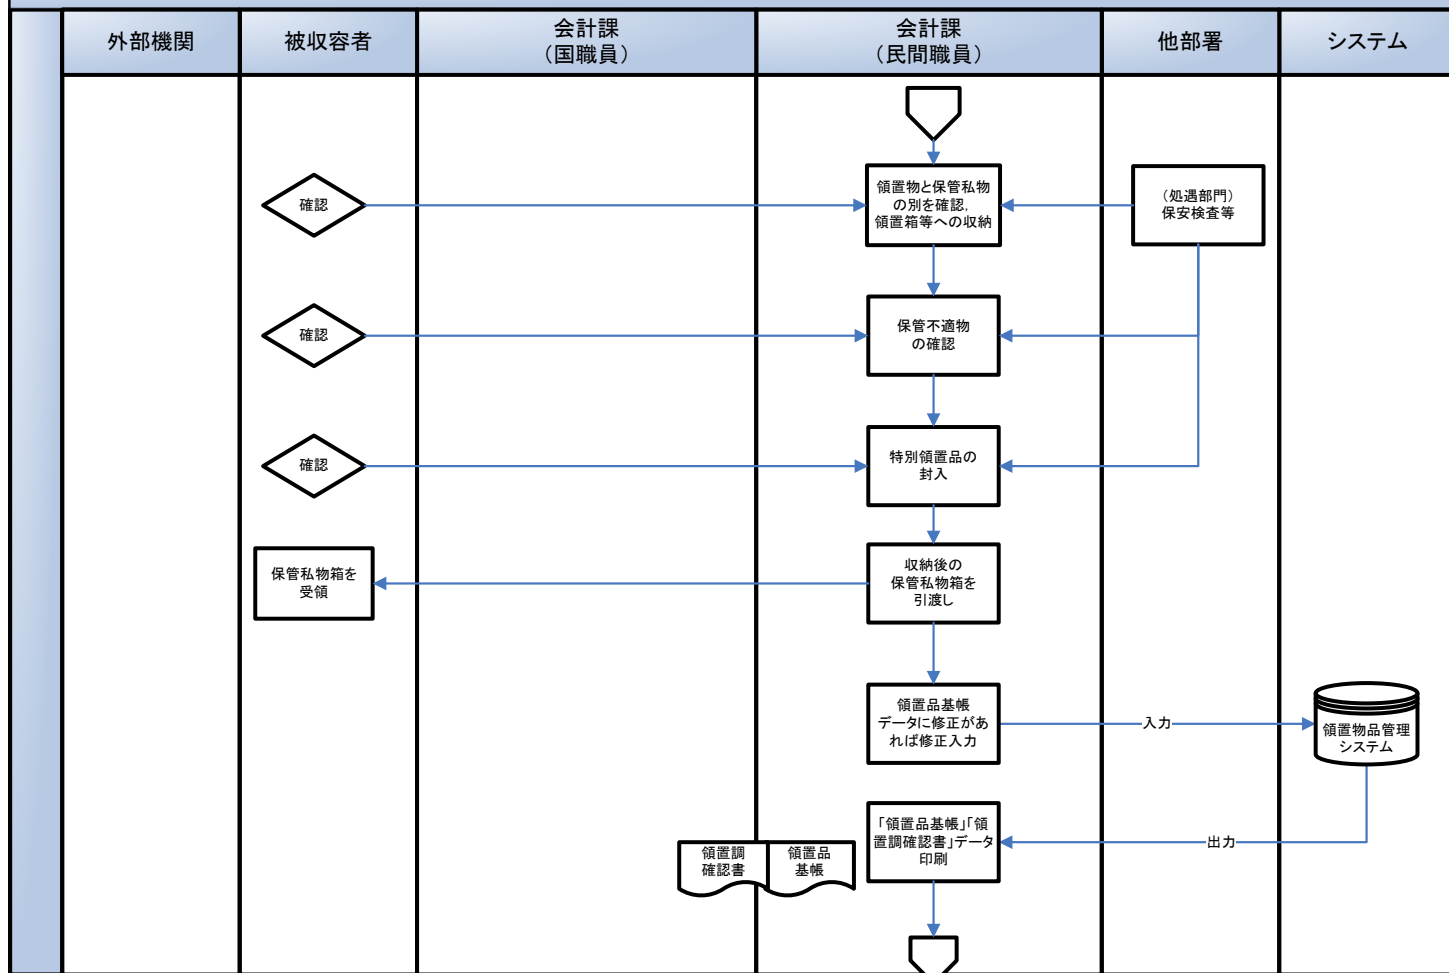 外部機関
被収容者
会計課
（国職員）
会計課
（民間職員）
他部署
システム
確認
領置物と保管私物
の別を確認,
領置箱等への収納
（処遇部門）
保安検査等
確認
保管不適物
の確認
確認
特別領置品の
封入
保管私物箱を
受領
収納後の
保管私物箱を
引渡し
領置品基帳
データに修正があ
れば修正入力
入力
領置物品管理
システム
「領置品基帳」「領
置調確認書」データ
印刷
出力
領置調
確認書
領置品
基帳